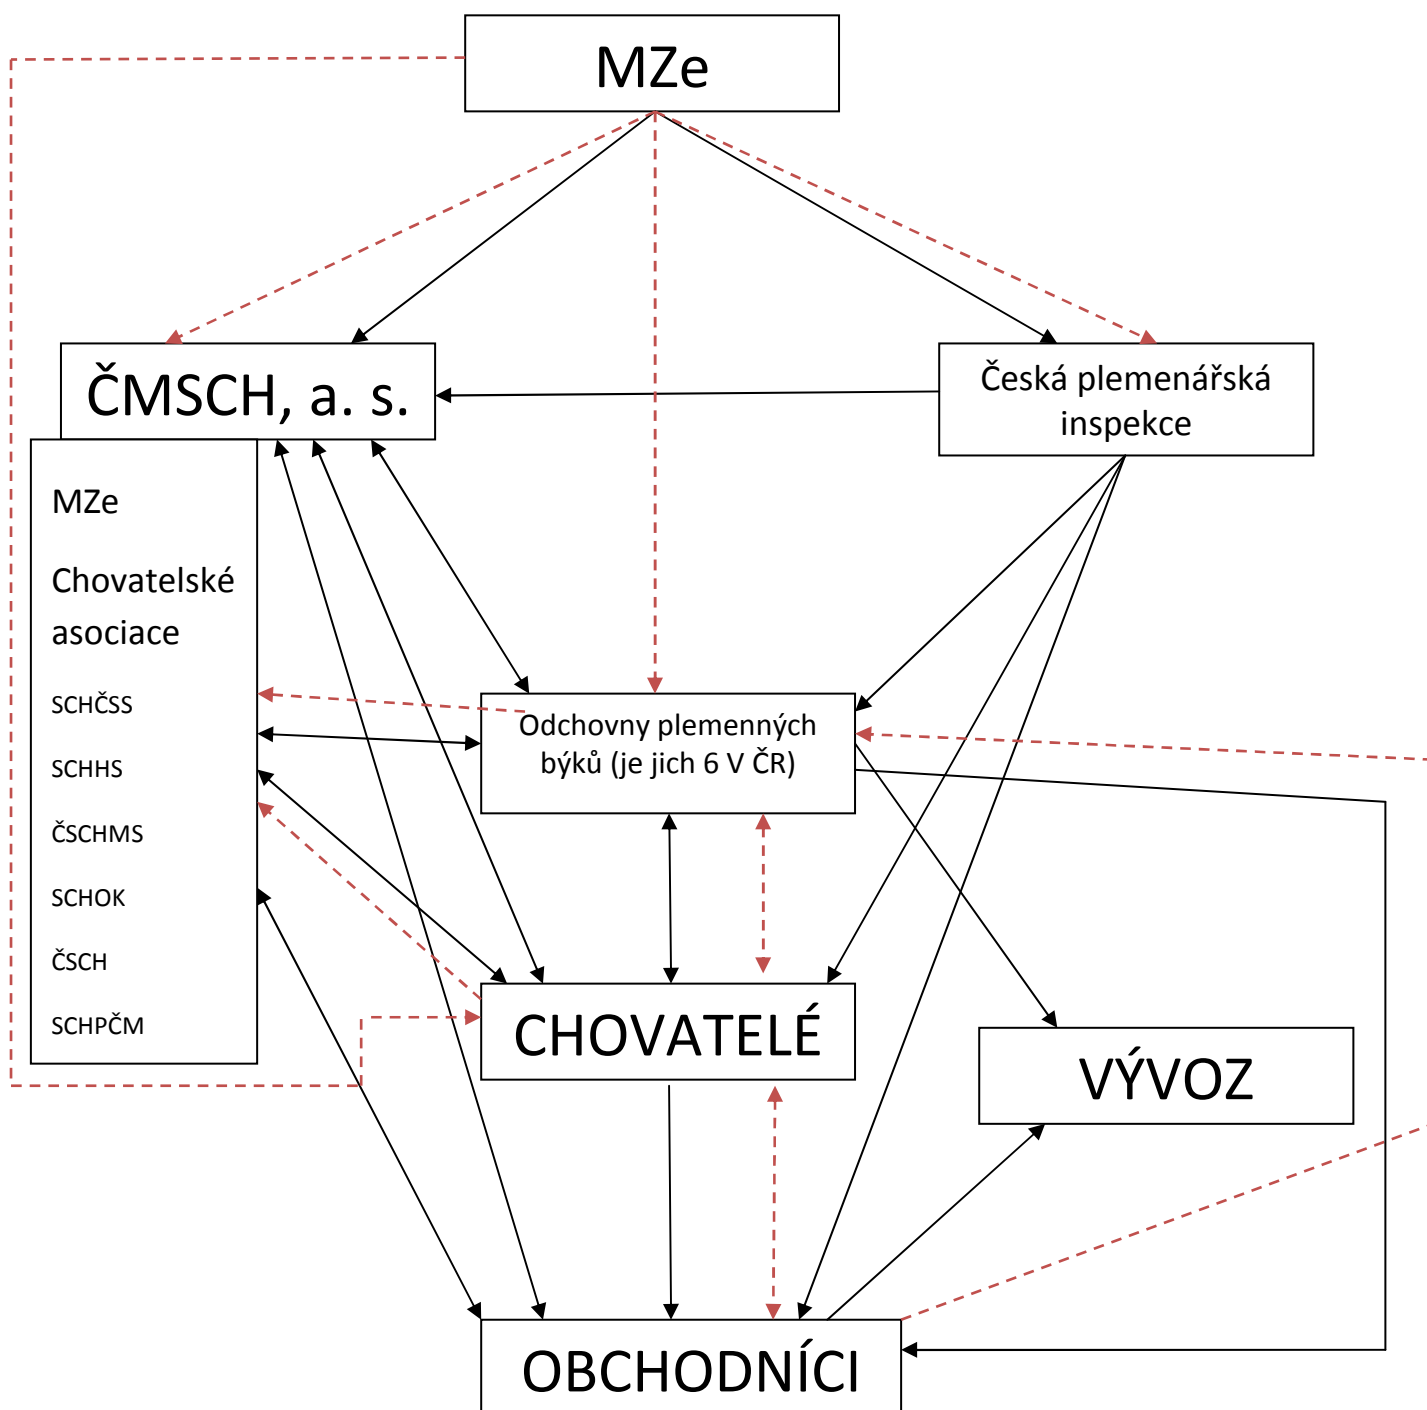 MZe
ČMSCH, a. s.
Česká plemenářská
inspekce
MZe
Chovatelské
asociace
SCHČSS
SCHHS
ČSCHMS
SCHOK
ČSCH
SCHPČM
Odchovny plemenných
býků (je jich 6 V ČR)
CHOVATELÉ
VÝVOZ
OBCHODNÍCI